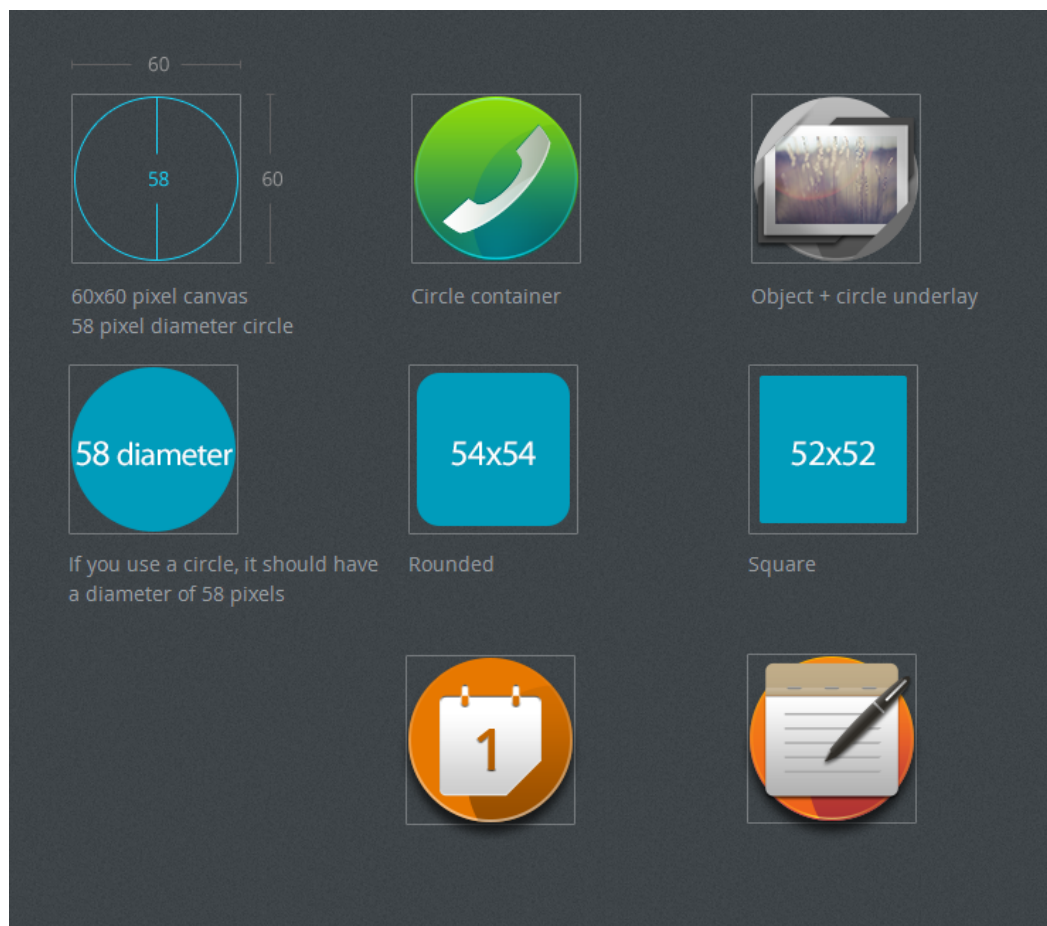 60
58
60
60x60 pixel canvas
58 pixel diameter circle
Circle container
Object + circle underlay
58 diameter
54x54
52x52
If you use a circle, it should have
a diameter of 58 pixels
Rounded
Square
1